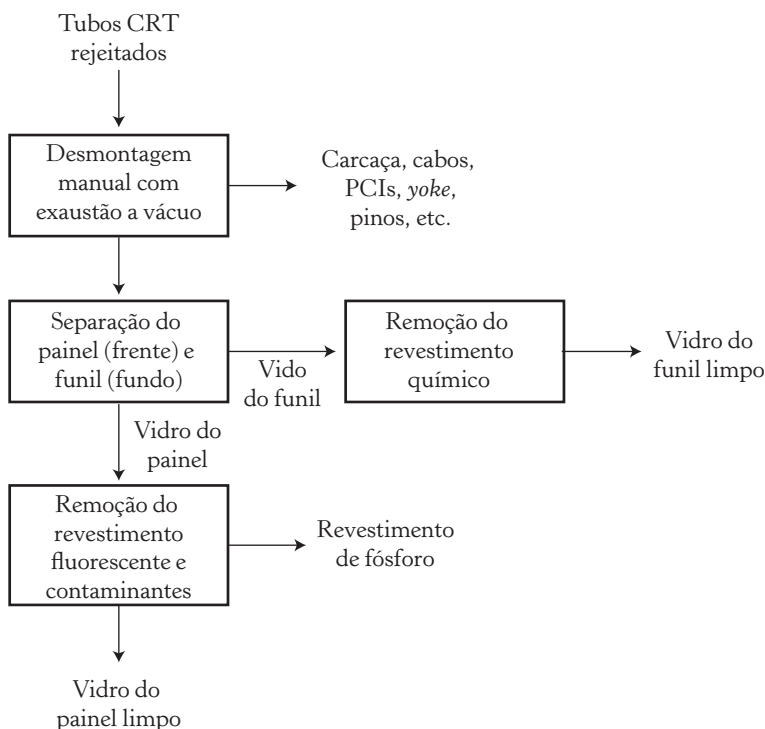 Tubos CRT
rejeitados
Desmontagem
manual com
exaustão a vácuo
Carcaça, cabos,
PCIs, yoke,
pinos, etc.
Separação do
painel (frente) e
funil (fundo)
Vido
do funil
Remoção do
revestimento
químico
Vidro do
funil limpo
Vidro do
painel
Remoção do
revestimento
fluorescente e
contaminantes
Revestimento
de fósforo
Vidro do
painel limpo